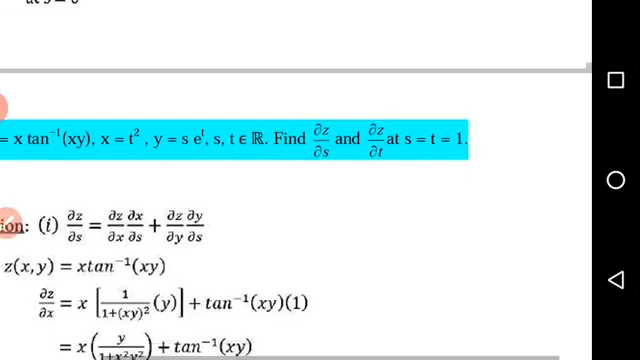 = x tan⁻¹(xy), x = t² , y = s eᵗ, s, t ϵ ℝ. Find ∂z/∂s and ∂z/∂t at s = t = 1.
ion: (i) ∂z/∂s = ∂z/∂x ∂x/∂s + ∂z/∂y ∂y/∂s
z(x, y) = xtan⁻¹(xy)
∂z/∂x = x [1/(1+(xy)²) (y)] + tan⁻¹(xy)(1)
= x (y/(1+x²y²)) + tan⁻¹(xy)